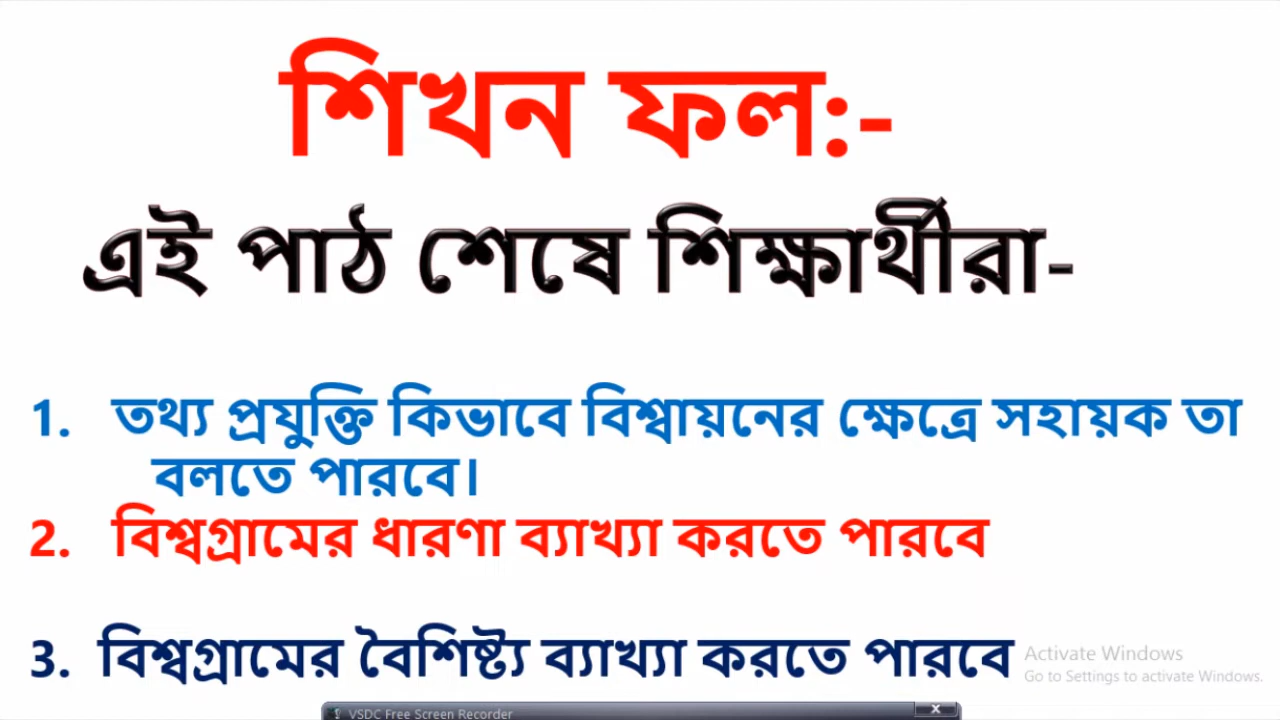 শিখন ফল:-
এই পাঠ শেষে শিক্ষার্থীরা-
1. তথ্য প্রযুক্তি কিভাবে বিশ্বায়নের ক্ষেত্রে সহায়ক তা
বলতে পারবে।
2. বিশ্বগ্রামের ধারণা ব্যাখ্যা করতে পারবে
3. বিশ্বগ্রামের বৈশিষ্ট্য ব্যাখ্যা করতে পারবে
Activate Windows
Go to Settings to activate Windows.
VSDC Free Screen Recorder